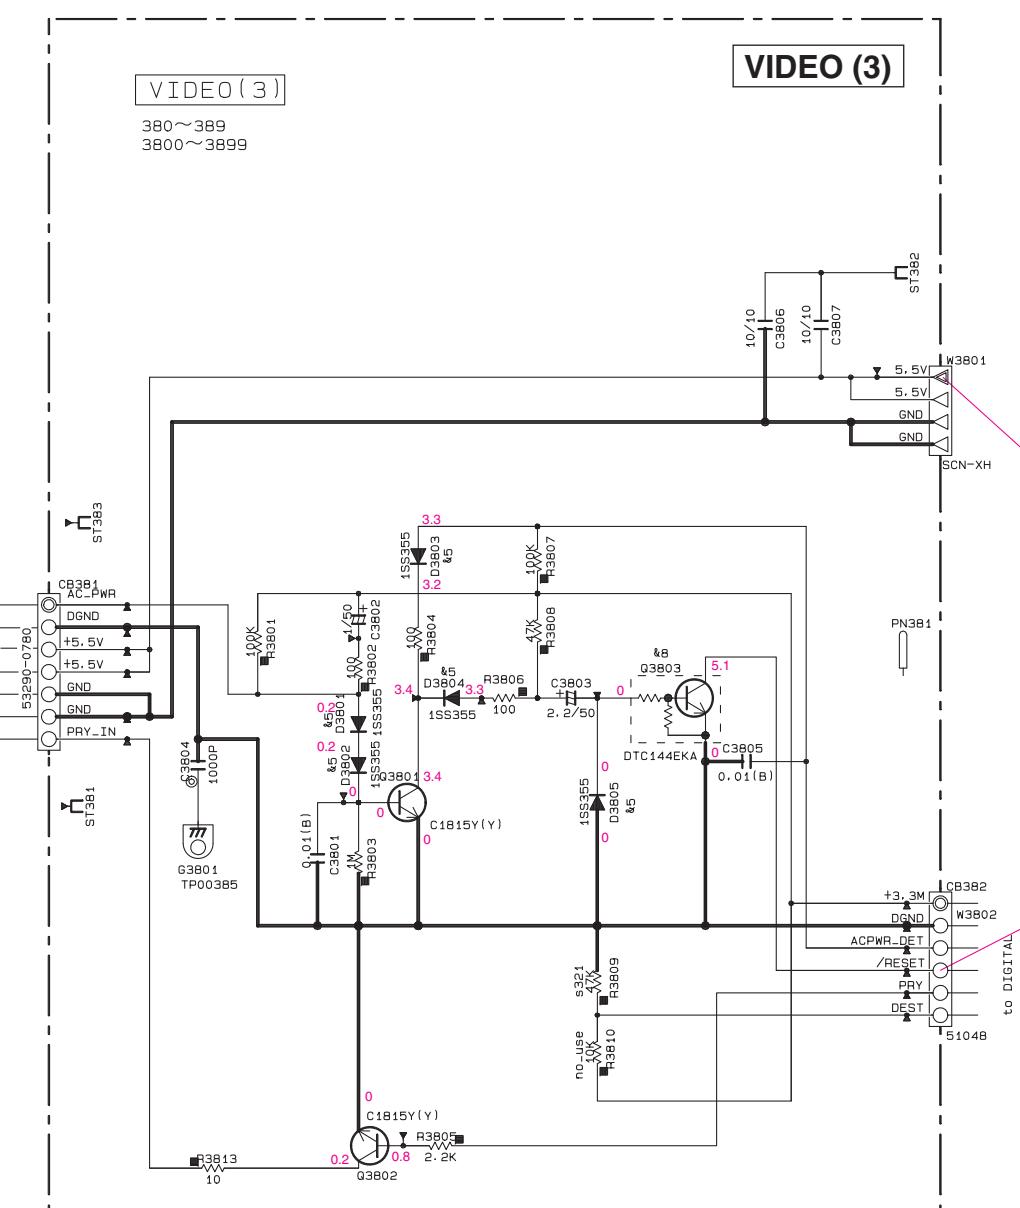 VIDEO(3)
VIDEO (3)
380~389
3800~3899
ST382
10/10
C3806
10/10
C3807
W3801
5.5V
5.5V
GND
GND
SCN-XH
ST383
CB381
AC_PWR
DGND
+5.5V
+5.5V
GND
GND
PRY_IN
53290-0780
ST381
C3804
1000P
G3801
TP00385
100K
R3801
1/50
C3802
100
R3802
0.2
&5
D3801
1SS355
0.2
&5
D3802
1SS355
0
3.3
1SS355
D3803
&5
3.2
100
R3804
3.4
&5
D3804
3.3
1SS355
R3806
100
100K
R3807
47K
R3808
C3803
+
2.2/50
0
&8
Q3803
5.1
DTC144EKA
0
C3805
0.01(B)
PN381
Q3801
3.4
0
C1815Y(Y)
0
0.01(B)
C3801
1M
R3803
0
1SS355
D3805
&5
0
CB382
+3.3M
W3802
DGND
ACPWR_DET
/RESET
PRY
DEST
51048
to DIGITAL
s321
47K
R3809
no_use
10K
R3810
0
C1815Y(Y)
R3805
2.2K
0.2
0.8
Q3802
R3813
10